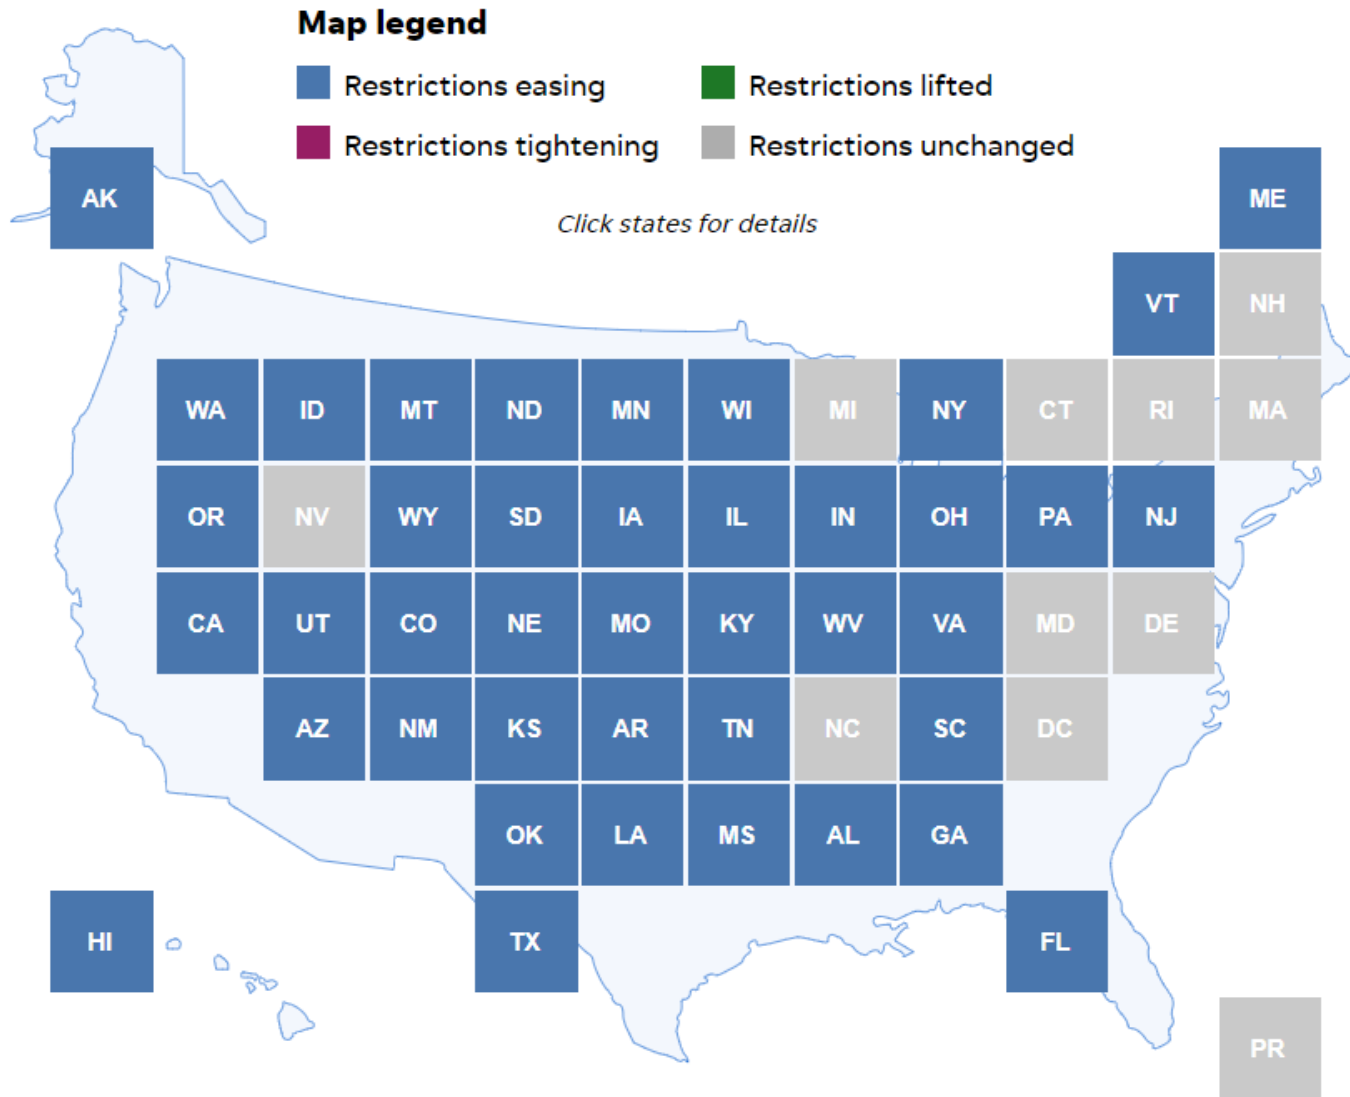 Map legend
Restrictions easing Restrictions lifted
Restrictions tightening Restrictions unchanged
AK ME
Click states for details
VT NH
WA ID MT ND MN WI MI NY CT RI MA
OR NV WY SD IA IL IN OH PA NJ
CA UT CO NE MO KY WV VA MD DE
AZ NM KS AR TN NC SC DC
OK LA MS AL GA
HI TX FL
PR